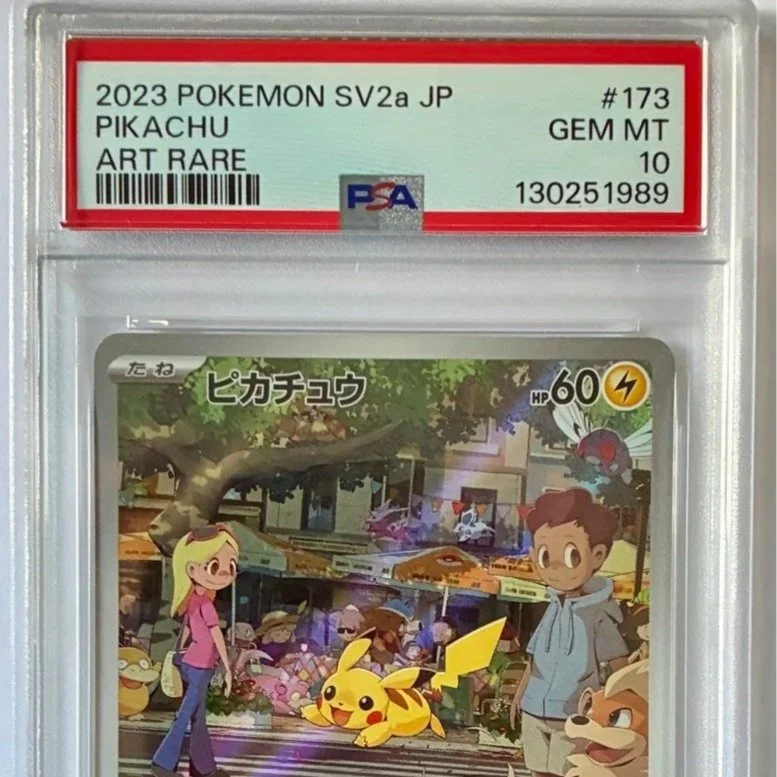 2023 POKEMON SV2a JP #173
PIKACHU GEM MT
ART RARE 10
PSA 130251989
たね ピカチュウ HP60